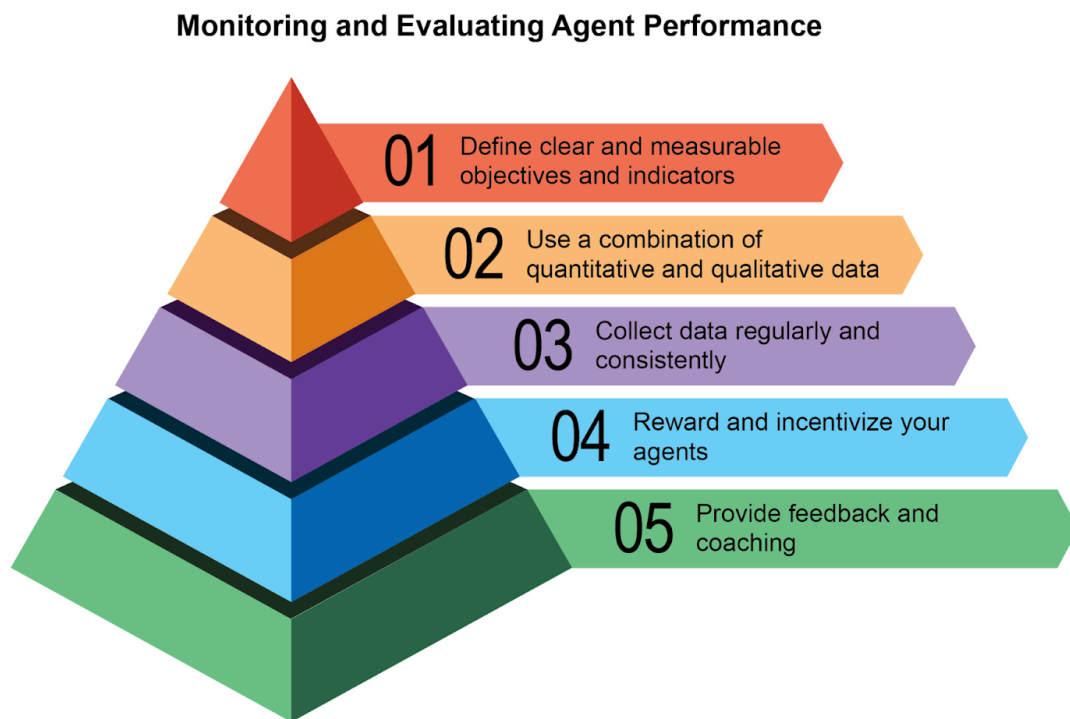 Monitoring and Evaluating Agent Performance
01
Define clear and measurable
objectives and indicators
02
Use a combination of
quantitative and qualitative data
03
Collect data regularly and
consistently
04
Reward and incentivize your
agents
05
Provide feedback and
coaching